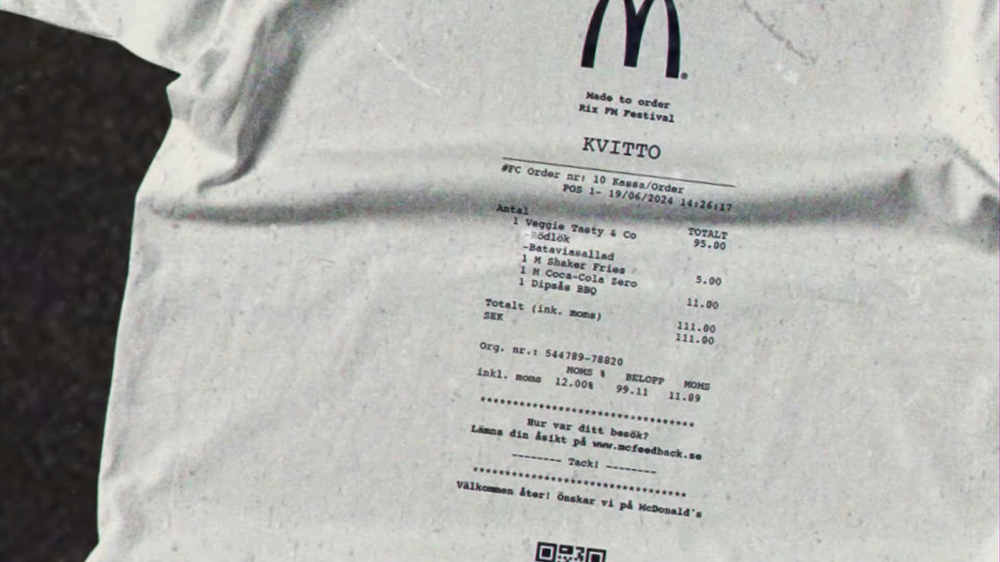 Made to order
Rix FM Festival
KVITTO
#FC Order nr: 10 Kassa/Order
POS 1- 19/06/2024 14:26:17
Antal TOTALT
1 Veggie Tasty & Co 95.00
-Rödlök
-Bataviasallad
1 M Shaker Fries 5.00
1 M Coca-Cola Zero
1 Dipsås BBQ 11.00
Totalt (ink. moms) 111.00
SEK 111.00
Org. nr.: 544789-78820
MOMS % BELOPP MOMS
inkl. moms 12.00% 99.11 11.89
************************************
Hur var ditt besök?
Lämna din åsikt på www.mcfeedback.se
-------- Tack! --------
************************************
Välkommen åter! Önskar vi på McDonald's